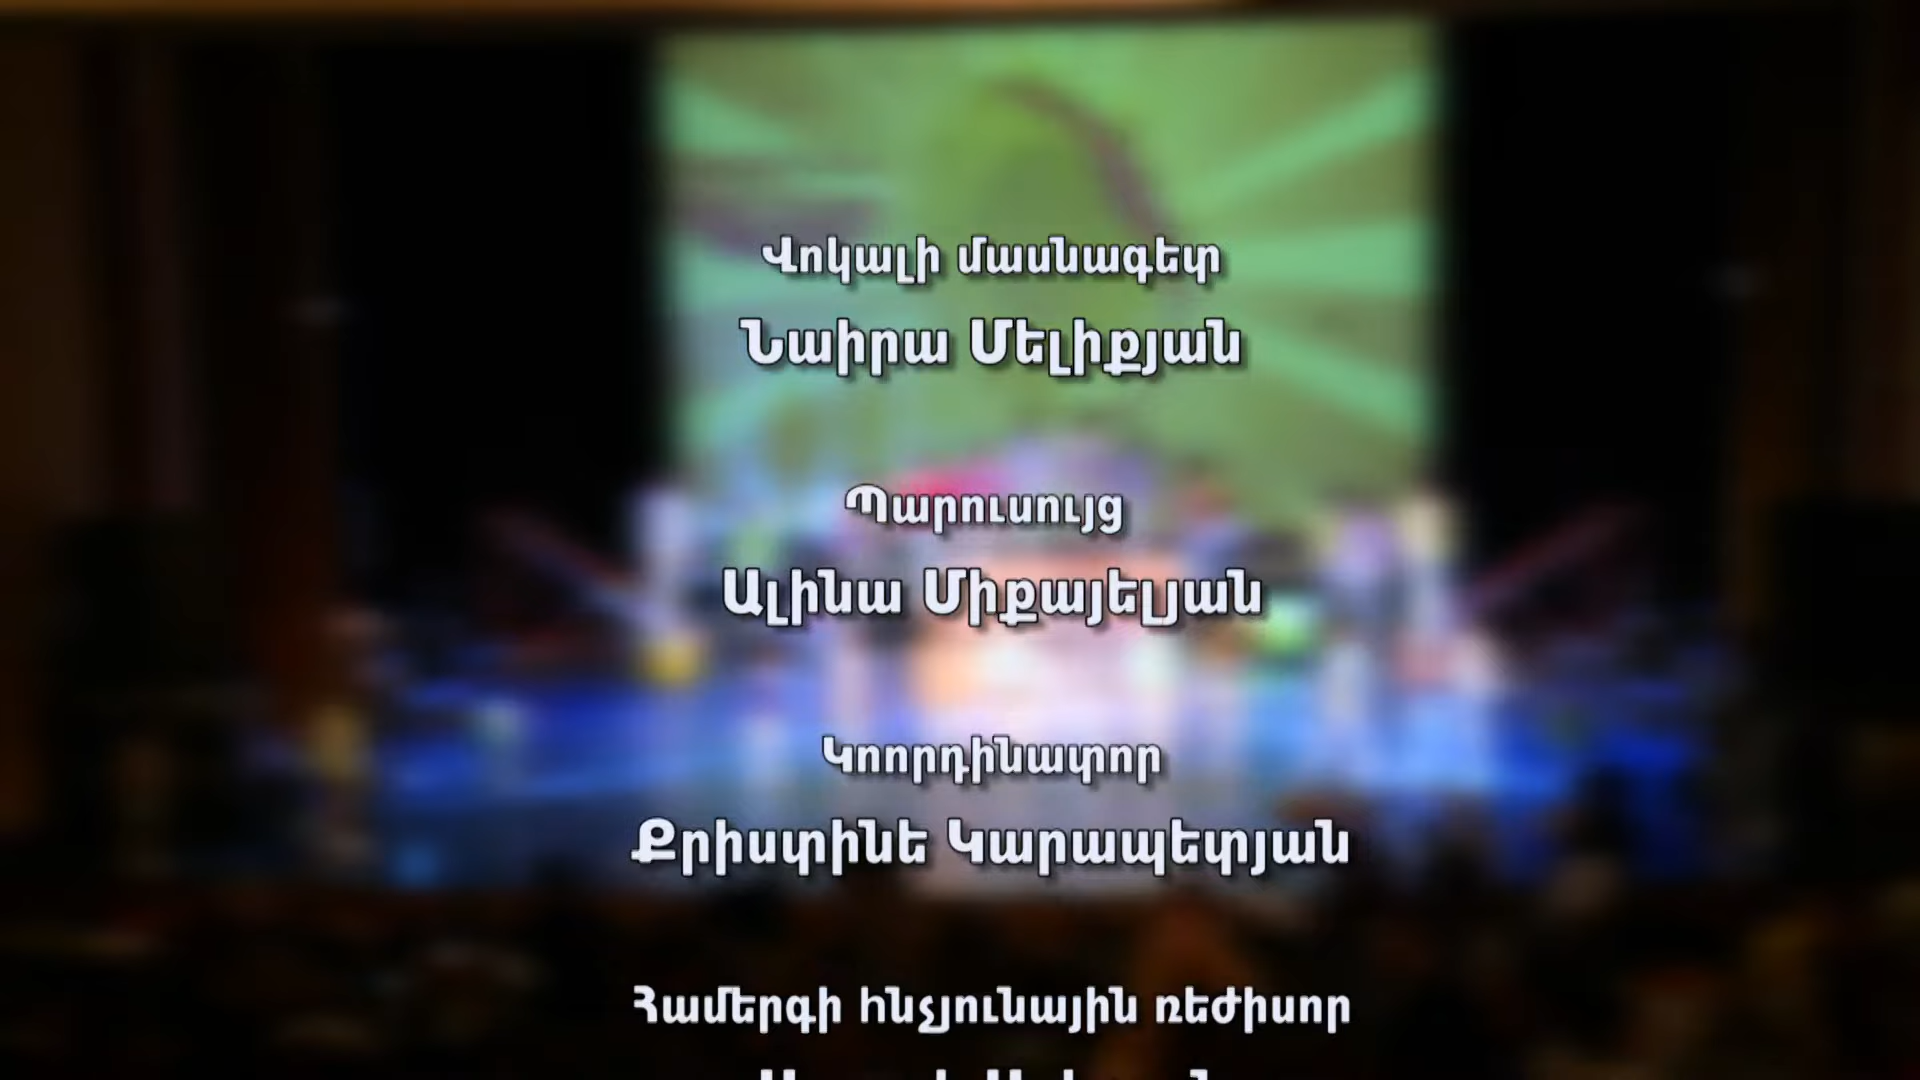 Վոկալի մասնագետ
Նաիրա Մելիքյան
Պարուսույց
Ալինա Միքայելյան
Կոորդինատոր
Քրիստինե Կարապետյան
Համերգի հնչյունային ռեժիսոր